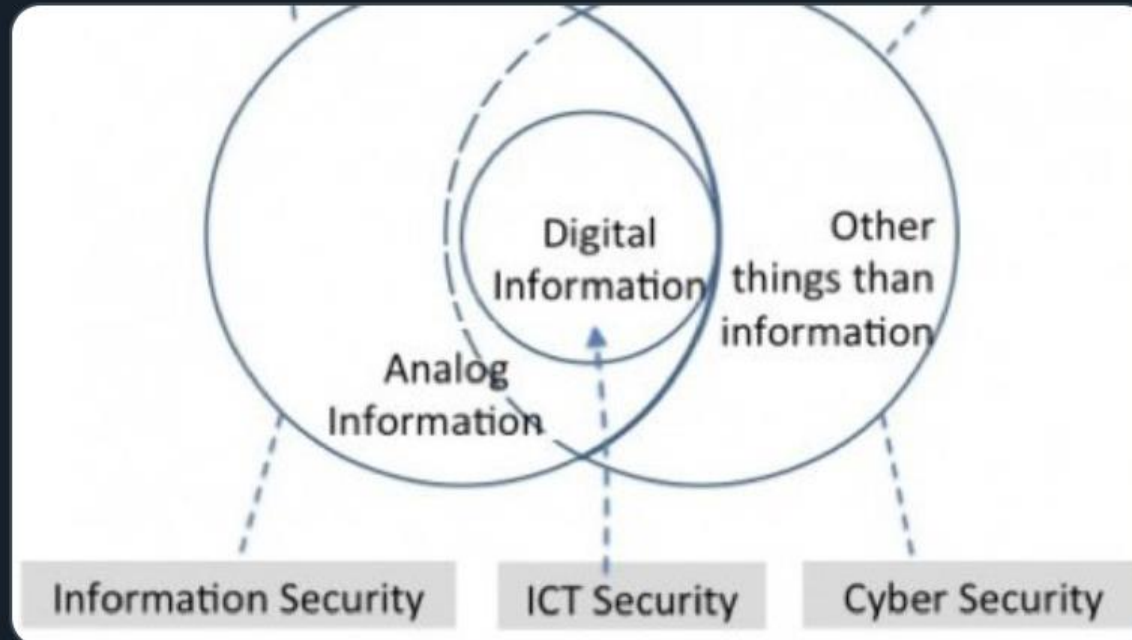 Digital
Information
Other
things than
information
Analog
Information
Information Security
ICT Security
Cyber Security